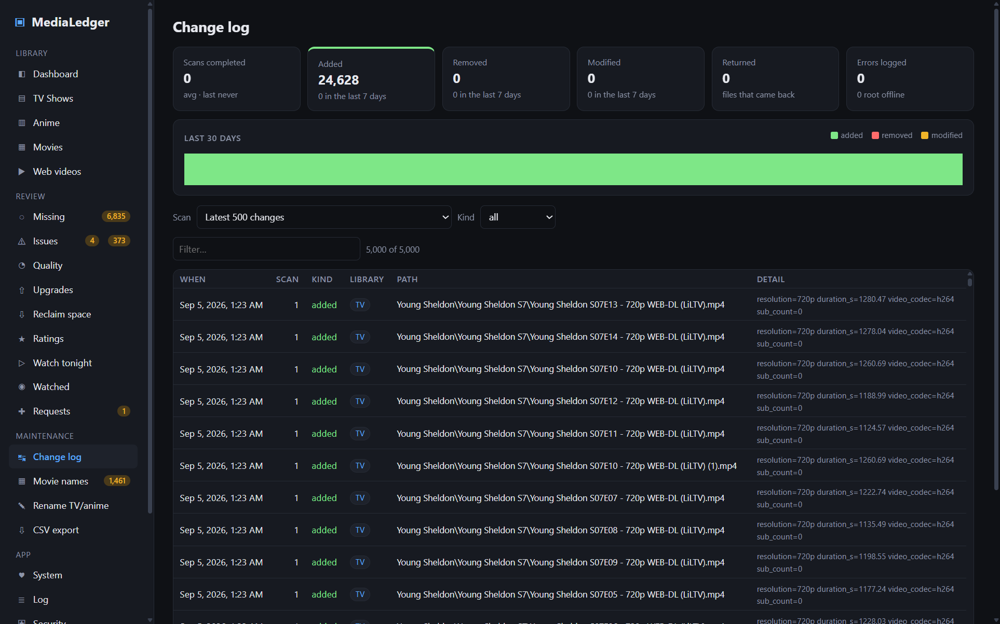 MediaLedger
LIBRARY
Dashboard
TV Shows
Anime
Movies
Web videos
REVIEW
Missing 6,835
Issues 4 373
Quality
Upgrades
Reclaim space
Ratings
Watch tonight
Watched
Requests 1
MAINTENANCE
Change log
Movie names 1,461
Rename TV/anime
CSV export
APP
System
Log
Security
Change log
Scans completed
0
avg · last never
Added
24,628
0 in the last 7 days
Removed
0
0 in the last 7 days
Modified
0
0 in the last 7 days
Returned
0
files that came back
Errors logged
0
0 root offline
LAST 30 DAYS
added removed modified
Scan Latest 500 changes Kind all
Filter... 5,000 of 5,000
WHEN SCAN KIND LIBRARY PATH DETAIL
Sep 5, 2026, 1:23 AM 1 added TV Young Sheldon\Young Sheldon S7\Young Sheldon S07E13 - 720p WEB-DL (LiLTV).mp4 resolution=720p duration_s=1280.47 video_codec=h264
sub_count=0
Sep 5, 2026, 1:23 AM 1 added TV Young Sheldon\Young Sheldon S7\Young Sheldon S07E14 - 720p WEB-DL (LiLTV).mp4 resolution=720p duration_s=1278.04 video_codec=h264
sub_count=0
Sep 5, 2026, 1:23 AM 1 added TV Young Sheldon\Young Sheldon S7\Young Sheldon S07E10 - 720p WEB-DL (LiLTV).mp4 resolution=720p duration_s=1260.69 video_codec=h264
sub_count=0
Sep 5, 2026, 1:23 AM 1 added TV Young Sheldon\Young Sheldon S7\Young Sheldon S07E12 - 720p WEB-DL (LiLTV).mp4 resolution=720p duration_s=1188.99 video_codec=h264
sub_count=0
Sep 5, 2026, 1:23 AM 1 added TV Young Sheldon\Young Sheldon S7\Young Sheldon S07E11 - 720p WEB-DL (LiLTV).mp4 resolution=720p duration_s=1124.57 video_codec=h264
sub_count=0
Sep 5, 2026, 1:23 AM 1 added TV Young Sheldon\Young Sheldon S7\Young Sheldon S07E10 - 720p WEB-DL (LiLTV) (1).mp4 resolution=720p duration_s=1260.69 video_codec=h264
sub_count=0
Sep 5, 2026, 1:23 AM 1 added TV Young Sheldon\Young Sheldon S7\Young Sheldon S07E07 - 720p WEB-DL (LiLTV).mp4 resolution=720p duration_s=1222.74 video_codec=h264
sub_count=0
Sep 5, 2026, 1:23 AM 1 added TV Young Sheldon\Young Sheldon S7\Young Sheldon S07E08 - 720p WEB-DL (LiLTV).mp4 resolution=720p duration_s=1135.49 video_codec=h264
sub_count=0
Sep 5, 2026, 1:23 AM 1 added TV Young Sheldon\Young Sheldon S7\Young Sheldon S07E09 - 720p WEB-DL (LiLTV).mp4 resolution=720p duration_s=1198.55 video_codec=h264
sub_count=0
Sep 5, 2026, 1:23 AM 1 added TV Young Sheldon\Young Sheldon S7\Young Sheldon S07E05 - 720p WEB-DL (LiLTV).mp4 resolution=720p duration_s=1177.24 video_codec=h264
sub_count=0
resolution=720p duration_s=1228.03 video_codec=h264